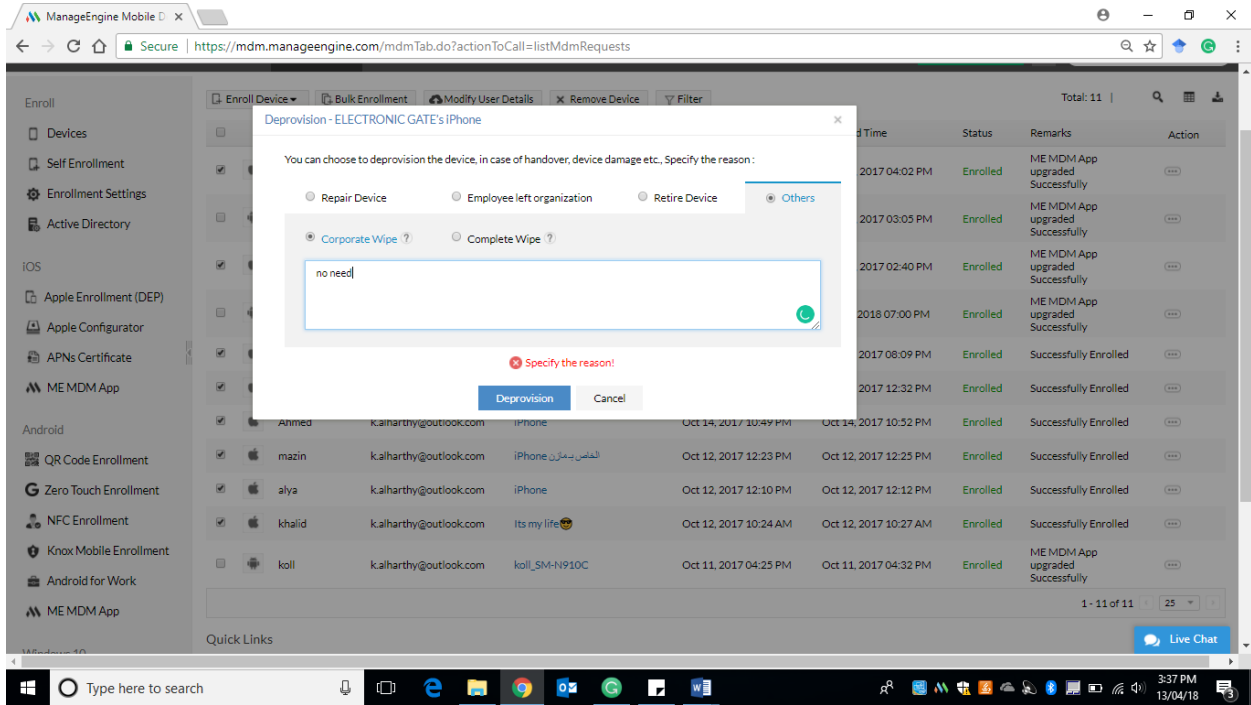 ManageEngine Mobile D
Secure | https://mdm.manageengine.com/mdmTab.do?actionToCall=listMdmRequests
Enroll
Devices
Self Enrollment
Enrollment Settings
Active Directory
iOS
Apple Enrollment (DEP)
Apple Configurator
APNs Certificate
ME MDM App
Android
QR Code Enrollment
Zero Touch Enrollment
NFC Enrollment
Knox Mobile Enrollment
Android for Work
ME MDM App
Windows 10
Enroll Device Bulk Enrollment Modify User Details Remove Device Filter Total: 11 |
d Time Status Remarks Action
2017 04:02 PM Enrolled ME MDM App upgraded Successfully
2017 03:05 PM Enrolled ME MDM App upgraded Successfully
2017 02:40 PM Enrolled ME MDM App upgraded Successfully
2018 07:00 PM Enrolled ME MDM App upgraded Successfully
2017 08:09 PM Enrolled Successfully Enrolled
2017 12:32 PM Enrolled Successfully Enrolled
Deprovision - ELECTRONIC GATE's iPhone
You can choose to deprovision the device, in case of handover, device damage etc., Specify the reason :
Repair Device Employee left organization Retire Device Others
Corporate Wipe ? Complete Wipe ?
no need
Specify the reason!
Deprovision Cancel
Ahmed k.alharthy@outlook.com iPhone Oct 14, 2017 10:49 PM Oct 14, 2017 10:52 PM Enrolled Successfully Enrolled
mazin k.alharthy@outlook.com iPhone الخاص بـمازن Oct 12, 2017 12:23 PM Oct 12, 2017 12:25 PM Enrolled Successfully Enrolled
alya k.alharthy@outlook.com iPhone Oct 12, 2017 12:10 PM Oct 12, 2017 12:12 PM Enrolled Successfully Enrolled
khalid k.alharthy@outlook.com Its my life😎 Oct 12, 2017 10:24 AM Oct 12, 2017 10:27 AM Enrolled Successfully Enrolled
koll k.alharthy@outlook.com koll_SM-N910C Oct 11, 2017 04:25 PM Oct 11, 2017 04:32 PM Enrolled ME MDM App upgraded Successfully
1 - 11 of 11 25
Quick Links
Live Chat
Type here to search
3:37 PM
13/04/18
3